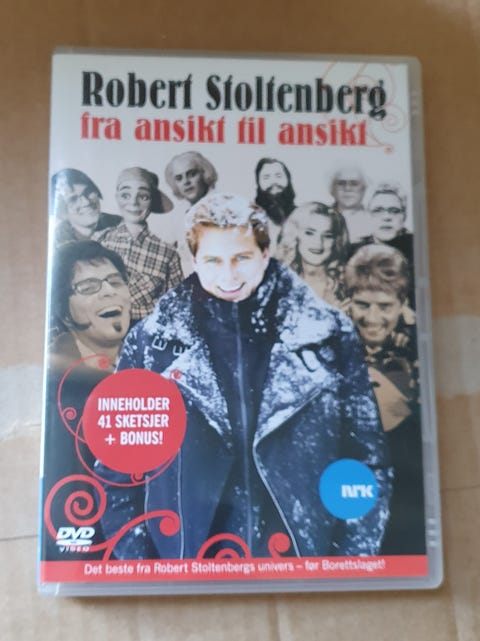 Robert Stoltenberg
fra ansikt til ansikt
INNEHOLDER
41 SKETSJER
+ BONUS!
NRK
DVD
VIDEO
Det beste fra Robert Stoltenbergs univers – før Borettslaget!